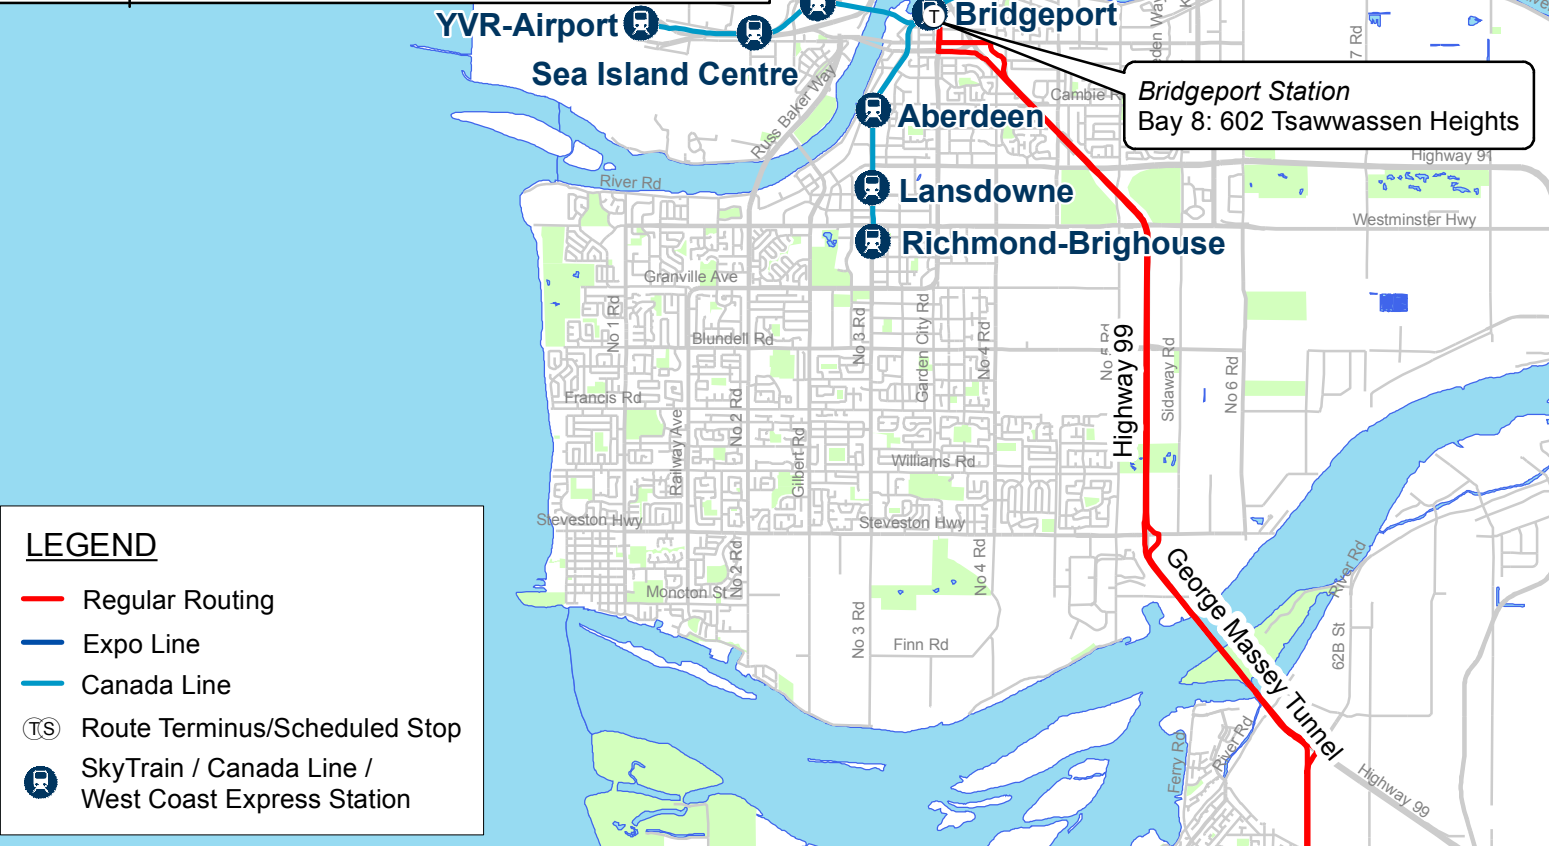 YVR-Airport
Bridgeport
T
Sea Island Centre
Russ Baker Way
7 Rd
Cambie R
Bridgeport Station
Bay 8: 602 Tsawwassen Heights
Aberdeen
Highway 91
River Rd
Lansdowne
Westminster Hwy
Richmond-Brighouse
Granville Ave
No 1 Rd
No 3 Rd
Garden City Rd
No 4 Rd
Blundell Rd
No 5 Rd
Highway 99
Sidaway Rd
No 6 Rd
Francis Rd
No 2 Rd
Railway Ave
Gilbert Rd
Williams Rd
Steveston Hwy
Steveston Hwy
No 2 Rd
No 4 Rd
Moncton St
No 3 Rd
Finn Rd
George Massey Tunnel
River Rd
62B St
River Rd
Ferry Rd
Highway 99
LEGEND
Regular Routing
Expo Line
Canada Line
TS Route Terminus/Scheduled Stop
SkyTrain / Canada Line /
West Coast Express Station